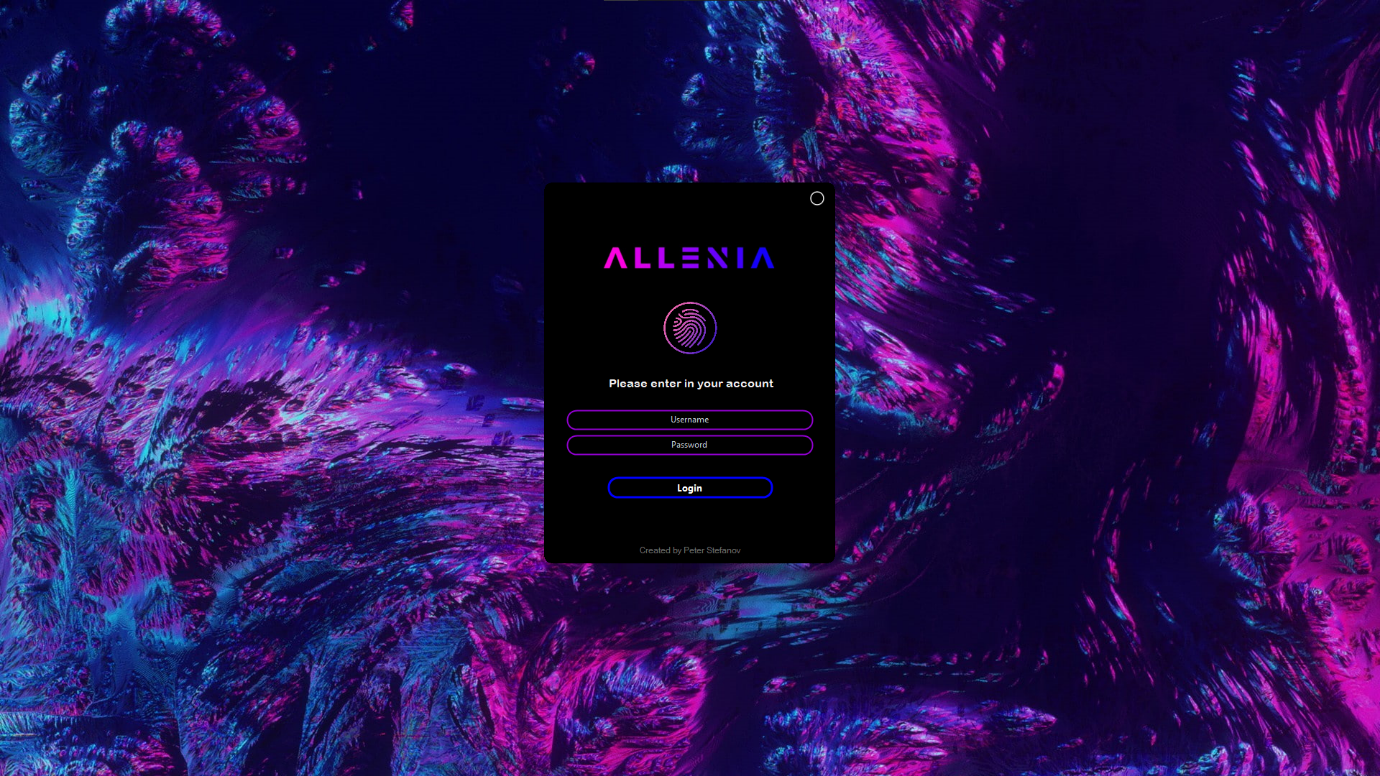 ALLENIA
Please enter in your account
Username
Password
Login
Created by Peter Stefanov